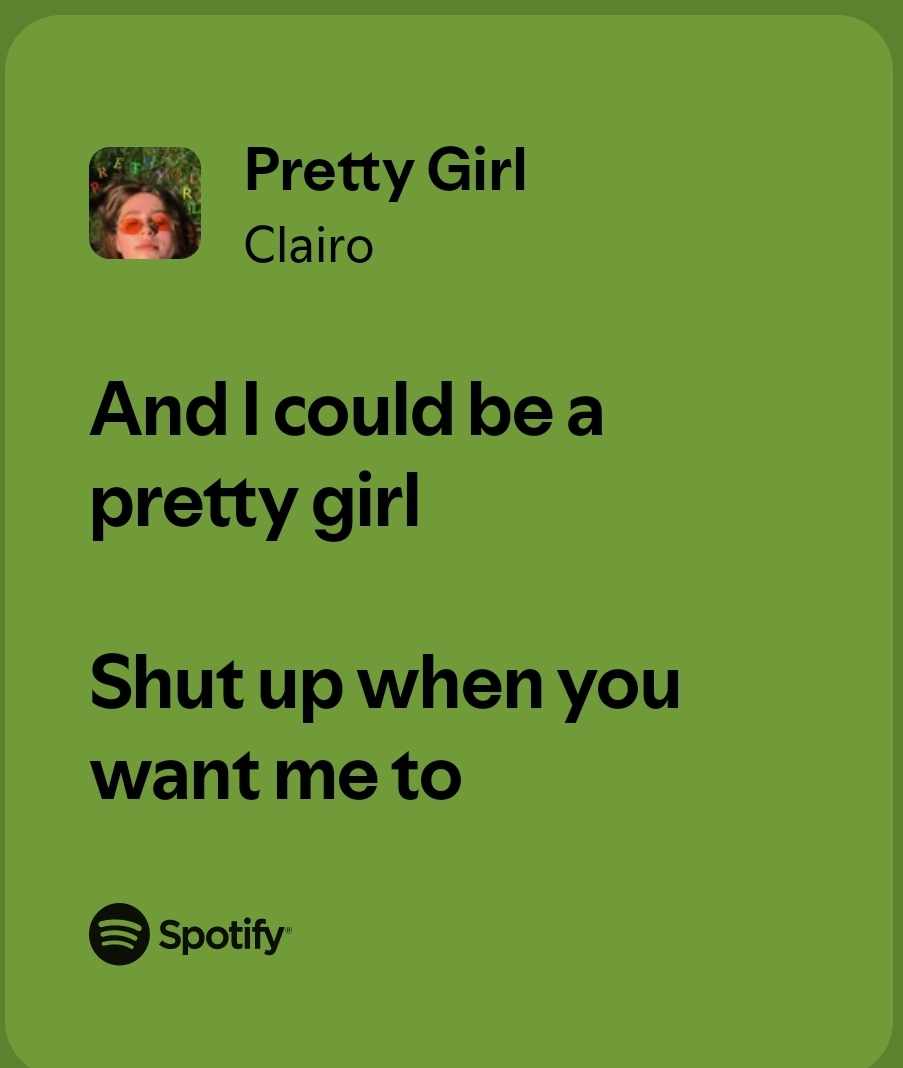 Pretty Girl
Clairo
And I could be a
pretty girl
Shut up when you
want me to
Spotify®